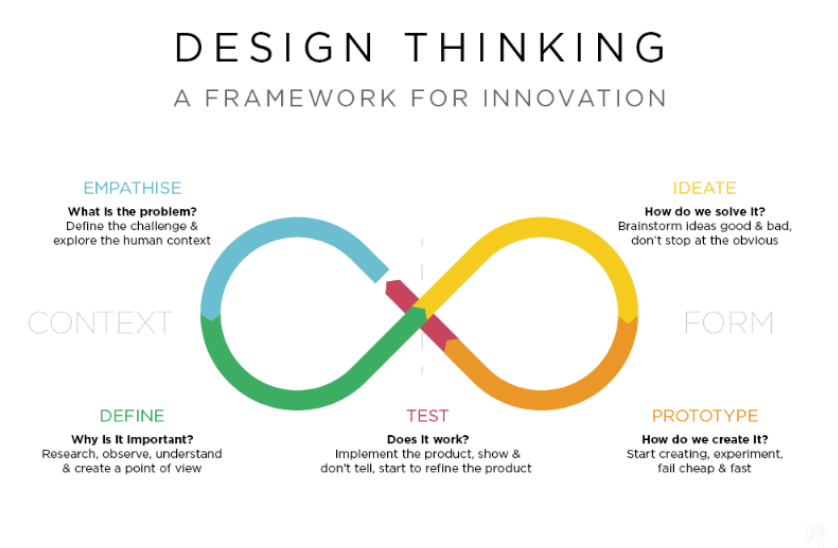 DESIGN THINKING
A FRAMEWORK FOR INNOVATION
EMPATHISE
What is the problem?
Define the challenge &
explore the human context
IDEATE
How do we solve it?
Brainstorm ideas good & bad,
don't stop at the obvious
CONTEXT
FORM
DEFINE
Why is it important?
Research, observe, understand
& create a point of view
TEST
Does it work?
Implement the product, show &
don't tell, start to refine the product
PROTOTYPE
How do we create it?
Start creating, experiment,
fail cheap & fast